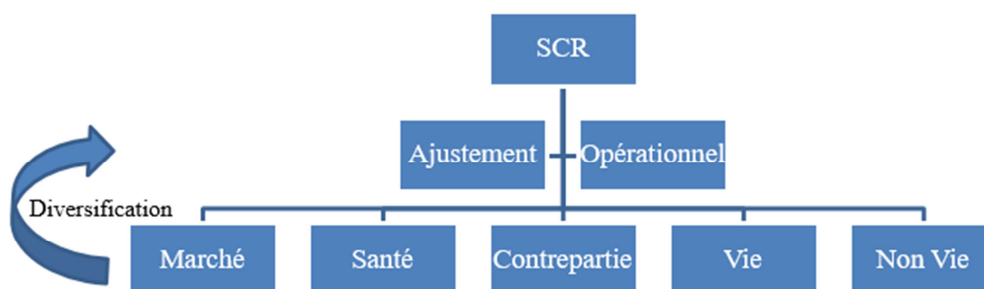 SCR
Ajustement
Opérationnel
Diversification
Marché
Santé
Contrepartie
Vie
Non Vie